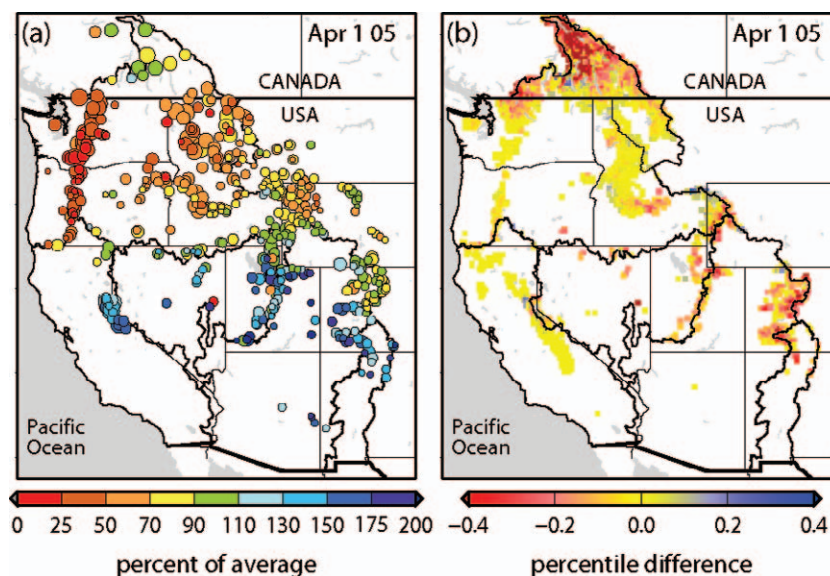 (a)
Apr 1 05
CANADA
USA
Pacific
Ocean
0 25 50 70 90 110 130 150 175 200
percent of average
(b)
Apr 1 05
CANADA
USA
Pacific
Ocean
−0.4 −0.2 0.0 0.2 0.4
percentile difference